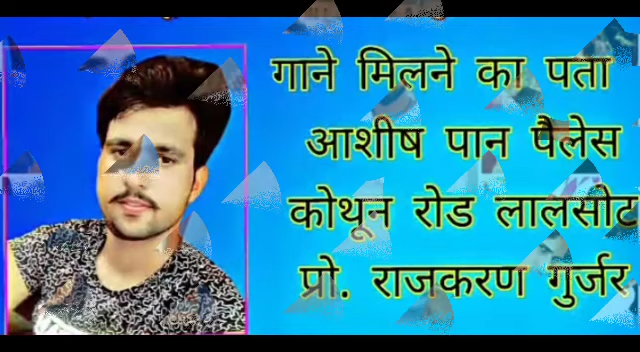 गाने मिलने का पता
आशीष पान पैलेस
कोथून रोड लालसीट
प्रो. राजकरण गुर्जर